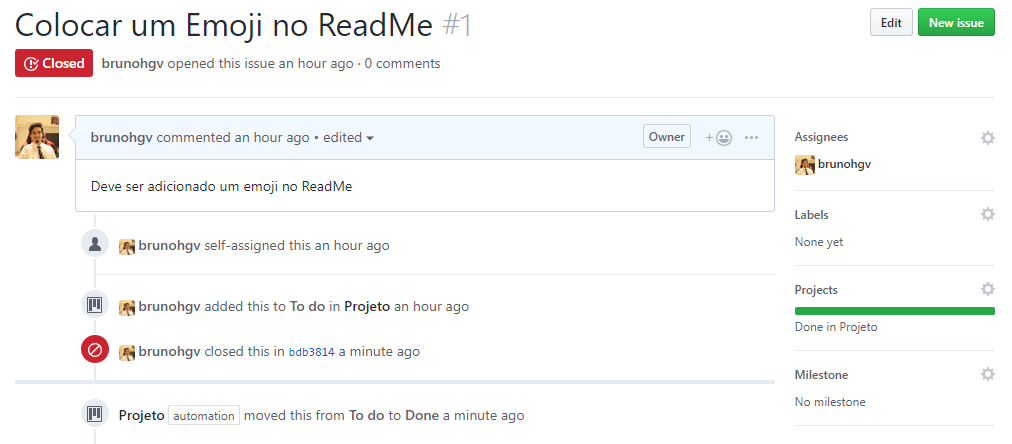 Colocar um Emoji no ReadMe #1
Edit
New issue
Closed
brunohgv opened this issue an hour ago · 0 comments
brunohgv commented an hour ago • edited
Owner
+
Deve ser adicionado um emoji no ReadMe
brunohgv self-assigned this an hour ago
brunohgv added this to To do in Projeto an hour ago
brunohgv closed this in bdb3814 a minute ago
Projeto automation moved this from To do to Done a minute ago
Assignees
brunohgv
Labels
None yet
Projects
Done in Projeto
Milestone
No milestone